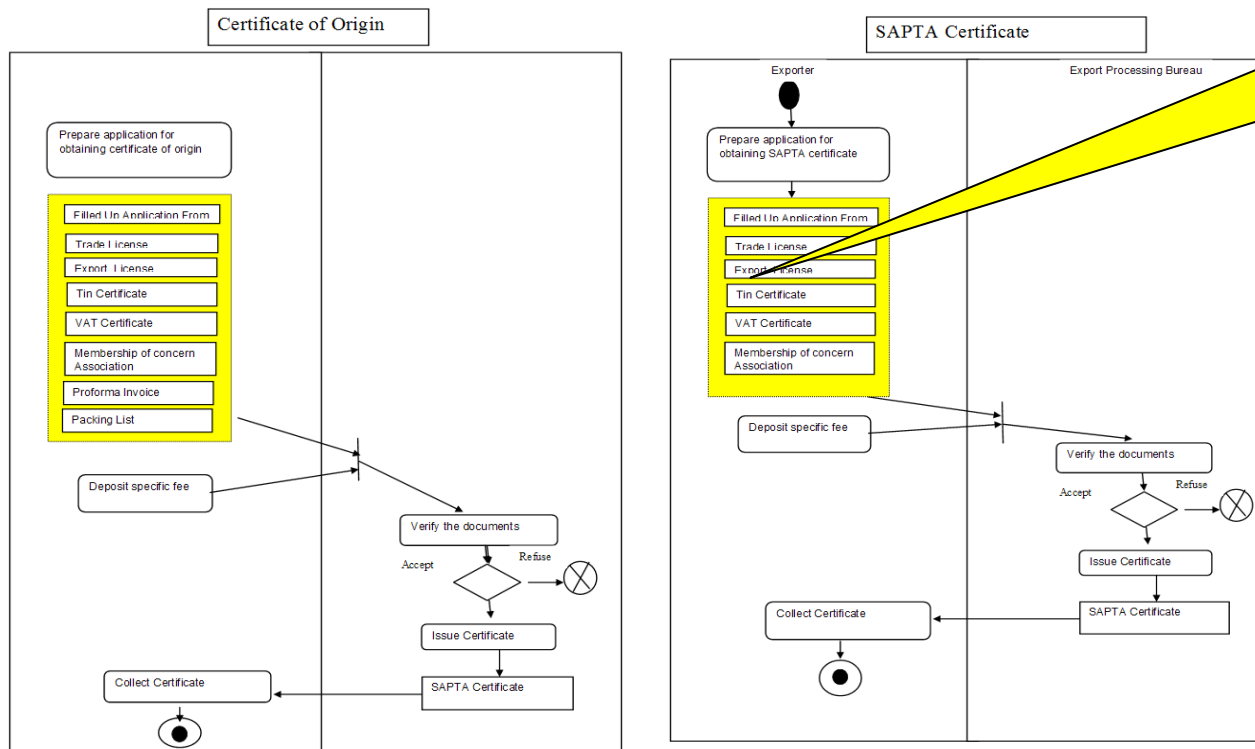 Certificate of Origin
Prepare application for
obtaining certificate of origin
Filled Up Application From
Trade License
Export License
Tin Certificate
VAT Certificate
Membership of concern
Association
Proforma Invoice
Packing List
Deposit specific fee
Verify the documents
Accept
Refuse
Issue Certificate
SAPTA Certificate
Collect Certificate
SAPTA Certificate
Exporter
Export Processing Bureau
Prepare application for
obtaining SAPTA certificate
Filled Up Application From
Trade License
Export License
Tin Certificate
VAT Certificate
Membership of concern
Association
Deposit specific fee
Verify the documents
Accept
Refuse
Issue Certificate
SAPTA Certificate
Collect Certificate